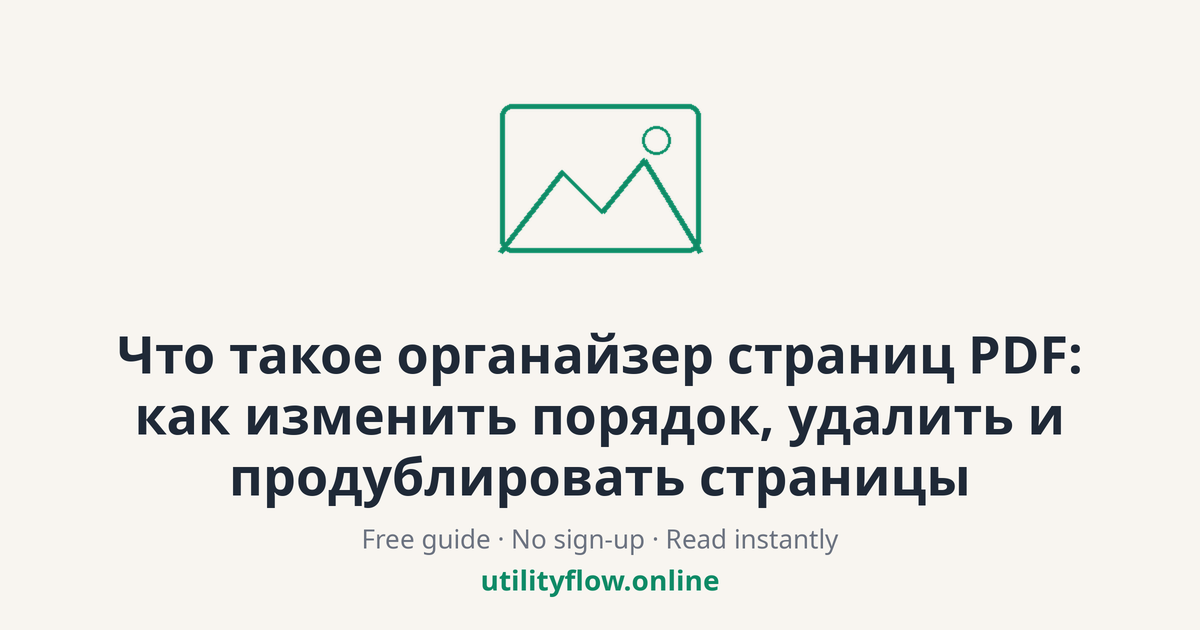 Что такое органайзер страниц PDF:
как изменить порядок, удалить и
продублировать страницы
Free guide · No sign-up · Read instantly
utilityflow.online